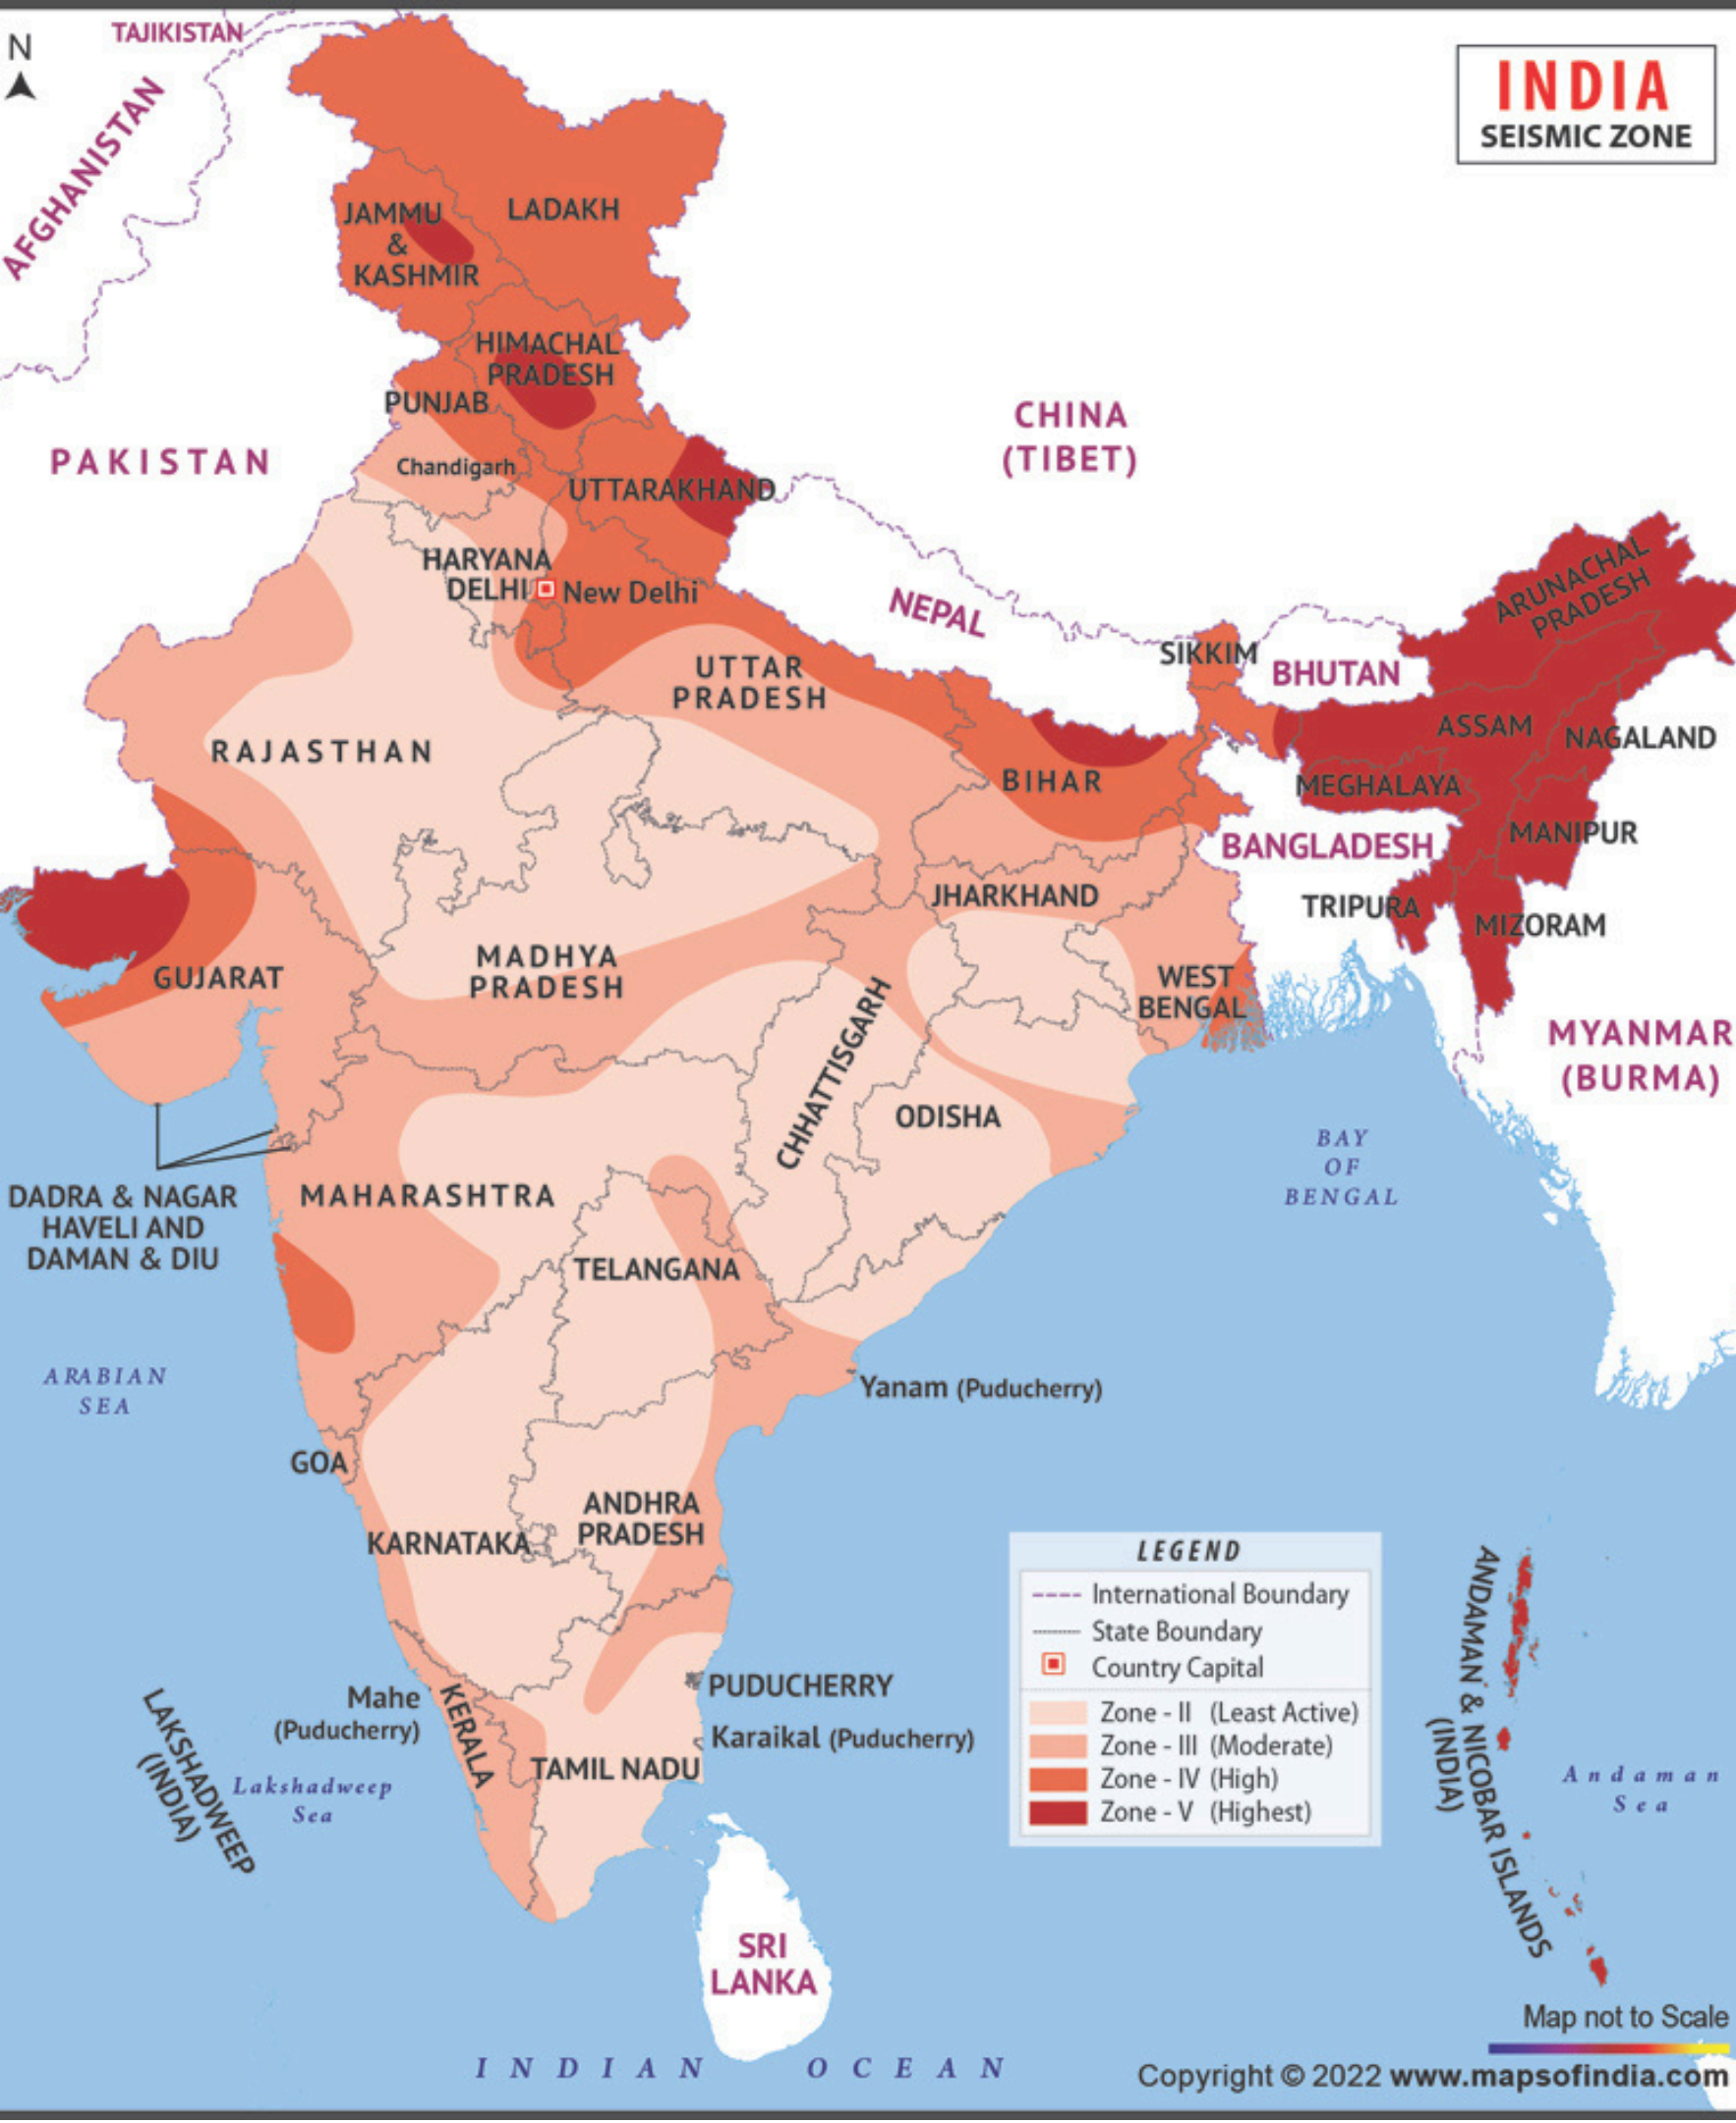 N
TAJIKISTAN
AFGHANISTAN
INDIA
SEISMIC ZONE
JAMMU
&
KASHMIR
LADAKH
HIMACHAL
PRADESH
PUNJAB
PAKISTAN
Chandigarh
UTTARAKHAND
CHINA
(TIBET)
HARYANA
DELHI
New Delhi
NEPAL
ARUNACHAL
PRADESH
SIKKIM
BHUTAN
UTTAR
PRADESH
RAJASTHAN
ASSAM
NAGALAND
BIHAR
MEGHALAYA
MANIPUR
BANGLADESH
JHARKHAND
TRIPURA
MIZORAM
GUJARAT
MADHYA
PRADESH
CHHATTISGARH
WEST
BENGAL
MYANMAR
(BURMA)
ODISHA
BAY
OF
BENGAL
DADRA & NAGAR
HAVELI AND
DAMAN & DIU
MAHARASHTRA
TELANGANA
ARABIAN
SEA
Yanam (Puducherry)
GOA
ANDHRA
PRADESH
KARNATAKA
LEGEND
International Boundary
State Boundary
Country Capital
Zone - II (Least Active)
Zone - III (Moderate)
Zone - IV (High)
Zone - V (Highest)
ANDAMAN & NICOBAR ISLANDS
(INDIA)
PUDUCHERRY
Mahe
(Puducherry)
KERALA
Karaikal (Puducherry)
TAMIL NADU
LAKSHADWEEP
(INDIA)
Lakshadweep
Sea
Andaman
Sea
SRI
LANKA
Map not to Scale
INDIAN OCEAN
Copyright © 2022 www.mapsofindia.com